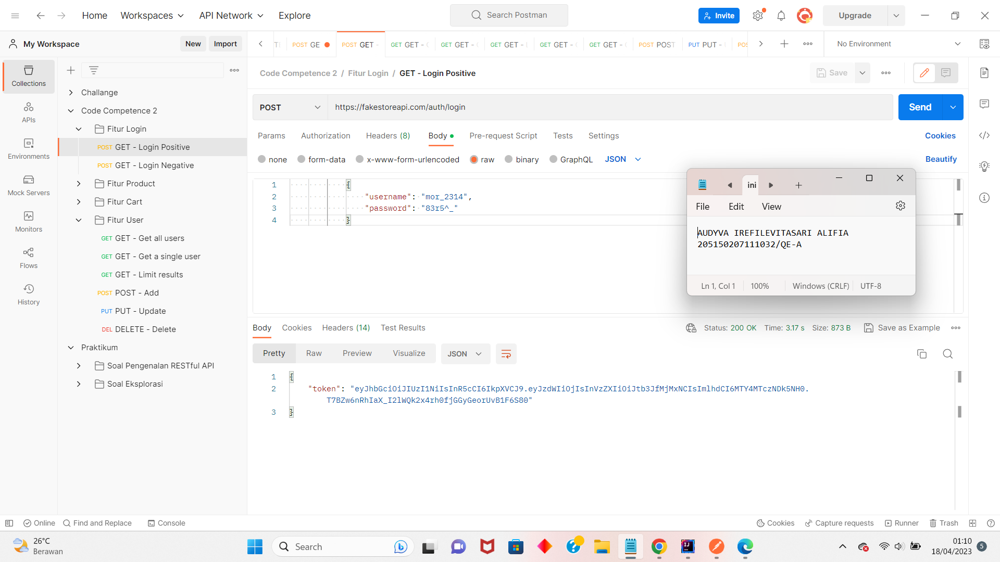 Home
Workspaces
API Network
Explore
Search Postman
Invite
Upgrade
My Workspace
New
Import
POST GE
POST GET -
GET GET -
GET GET -
GET GET -
GET GET -
GET GET -
POST POST
PUT PUT -
No Environment
Collections
APIs
Environments
Mock Servers
Monitors
Flows
History
Challange
Code Competence 2
Fitur Login
POST GET - Login Positive
POST GET - Login Negative
Fitur Product
Fitur Cart
Fitur User
GET GET - Get all users
GET GET - Get a single user
GET GET - Limit results
POST POST - Add
PUT PUT - Update
DEL DELETE - Delete
Praktikum
Soal Pengenalan RESTful API
Soal Eksplorasi
Code Competence 2 / Fitur Login / GET - Login Positive
Save
POST
https://fakestoreapi.com/auth/login
Send
Params
Authorization
Headers (8)
Body
Pre-request Script
Tests
Settings
Cookies
none
form-data
x-www-form-urlencoded
raw
binary
GraphQL
JSON
Beautify
1 {
2 "username": "mor_2314",
3 "password": "83r5^_"
4 }
ini
File
Edit
View
AUDYVA IREFILEVITASARI ALIFIA
205150207111032/QE-A
Ln 1, Col 1
100%
Windows (CRLF)
UTF-8
Body
Cookies
Headers (14)
Test Results
Status: 200 OK
Time: 3.17 s
Size: 873 B
Save as Example
Pretty
Raw
Preview
Visualize
JSON
1 {
2 "token": "eyJhbGciOiJIUzI1NiIsInR5cCI6IkpXVCJ9.eyJzdWIiOjIsInVzZXIiOiJtb3JfMjMxNCIsImlhdCI6MTY4MTczNDk5NH0.
T7BZw6nRhIaX_I2lWQk2x4rh0fjGGyGeorUvB1F6S80"
3 }
Online
Find and Replace
Console
Cookies
Capture requests
Runner
Trash
26°C
Berawan
Search
01:10
18/04/2023
5